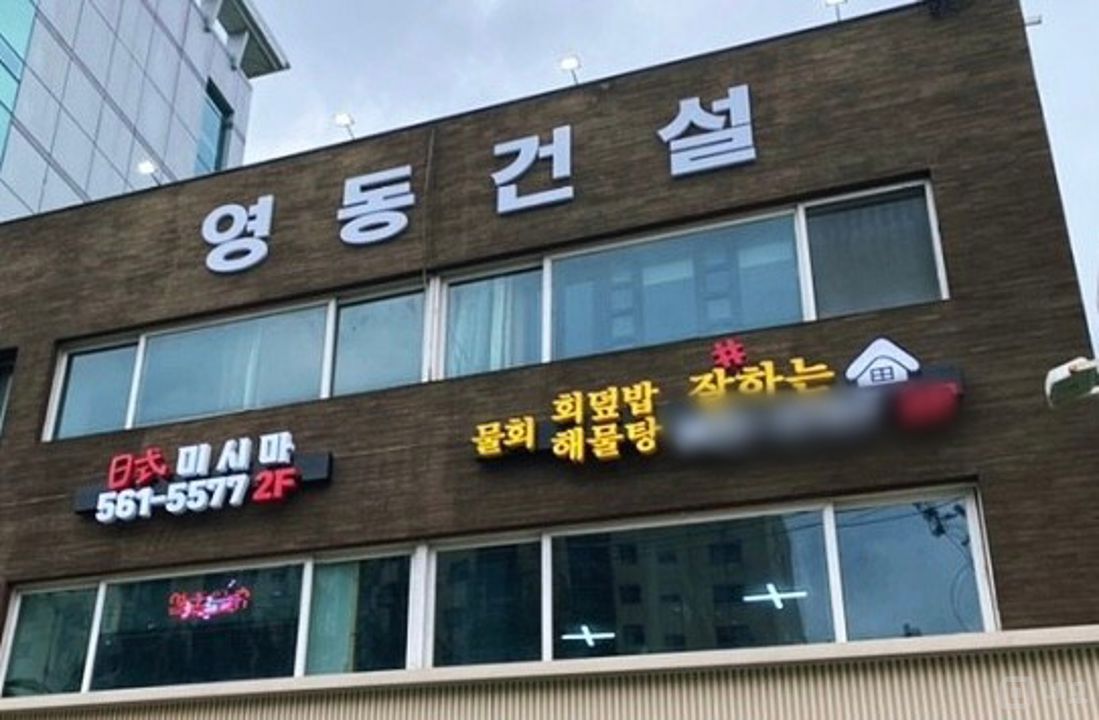 영동건설
日式 미시마
561-5577 2F
물회 회덮밥 해물탕
#잘하는